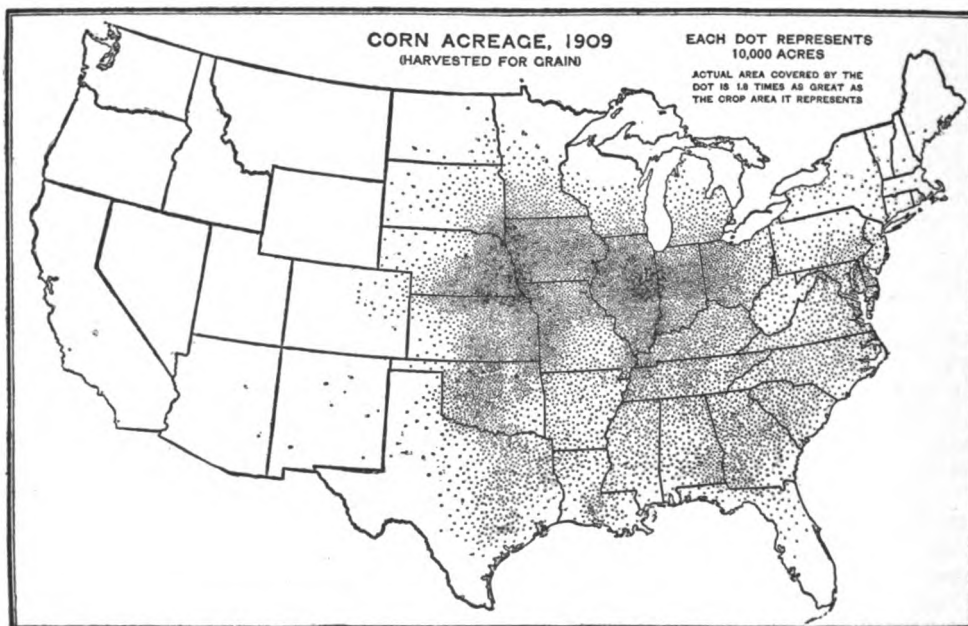 CORN ACREAGE, 1909
(HARVESTED FOR GRAIN)
EACH DOT REPRESENTS
10,000 ACRES
ACTUAL AREA COVERED BY THE
DOT IS 1.8 TIMES AS GREAT AS
THE CROP AREA IT REPRESENTS